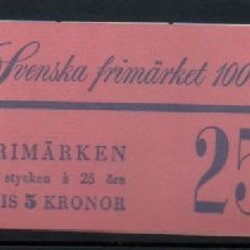 Svenska frimärket 100
RIMÄRKEN
stycken à 25 öre
IS 5 KRONOR
25